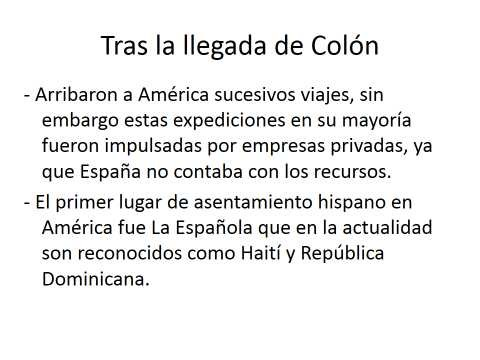 Tras la llegada de Colón
- Arribaron a América sucesivos viajes, sin
embargo estas expediciones en su mayoría
fueron impulsadas por empresas privadas, ya
que España no contaba con los recursos.
- El primer lugar de asentamiento hispano en
América fue La Española que en la actualidad
son reconocidos como Haití y República
Dominicana.